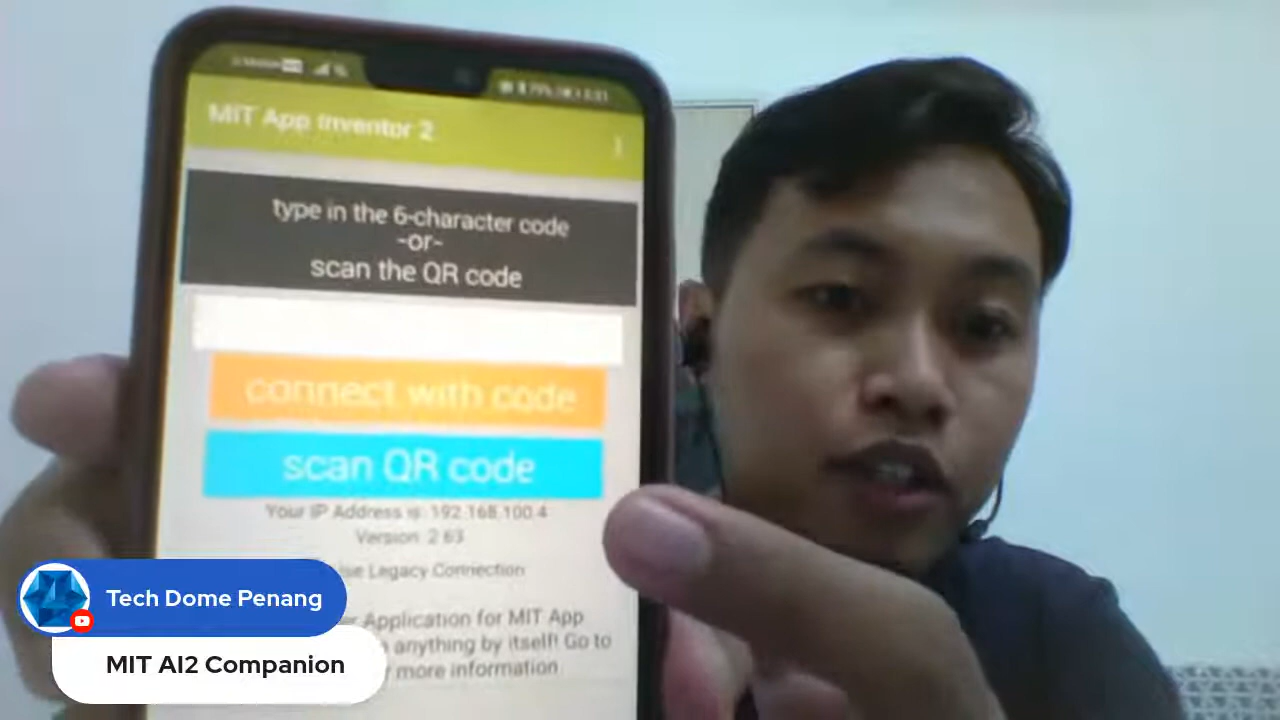 MIT App Inventor 2
type in the 6-character code
-or-
scan the QR code
connect with code
scan QR code
Your IP Address is: 192.168.100.4
Version: 2.63
Use Legacy Connection
Application for MIT App
anything by itself! Go to
more information
Tech Dome Penang
MIT AI2 Companion